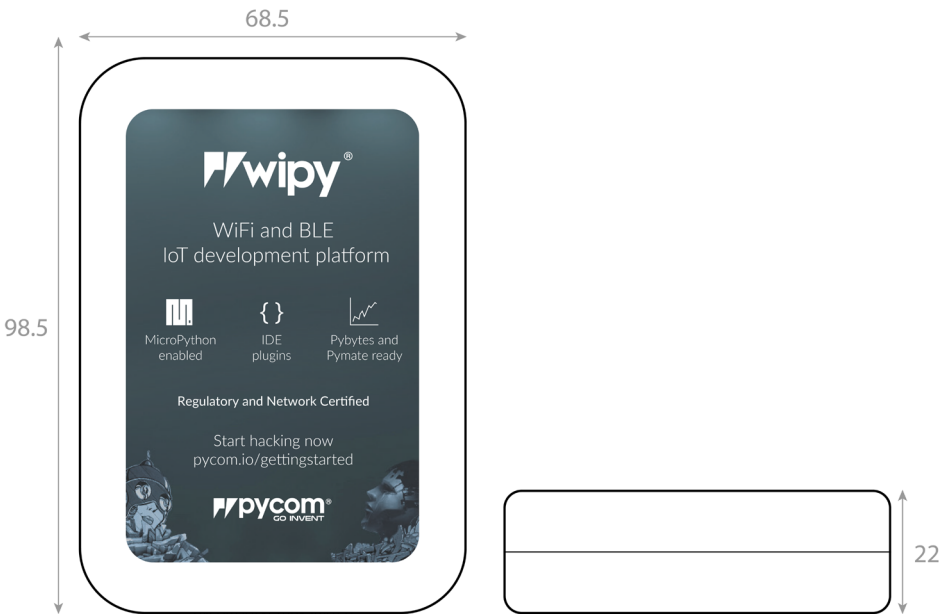 68.5
98.5
wipy®
WiFi and BLE
IoT development platform
{ }
MicroPython
enabled
IDE
plugins
Pybytes and
Pymate ready
Regulatory and Network Certified
Start hacking now
pycom.io/gettingstarted
pycom®
GO INVENT
22